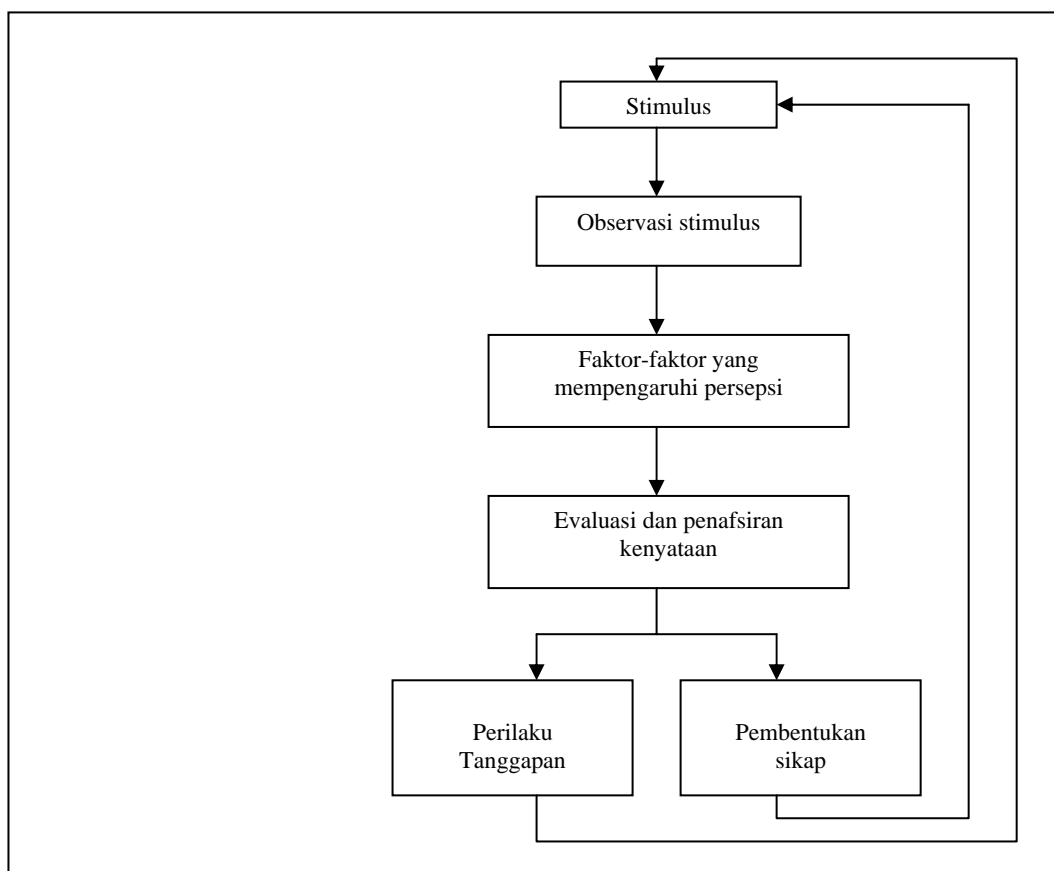 Stimulus
Observasi stimulus
Faktor-faktor yang
mempengaruhi persepsi
Evaluasi dan penafsiran
kenyataan
Perilaku
Tanggapan
Pembentukan
sikap